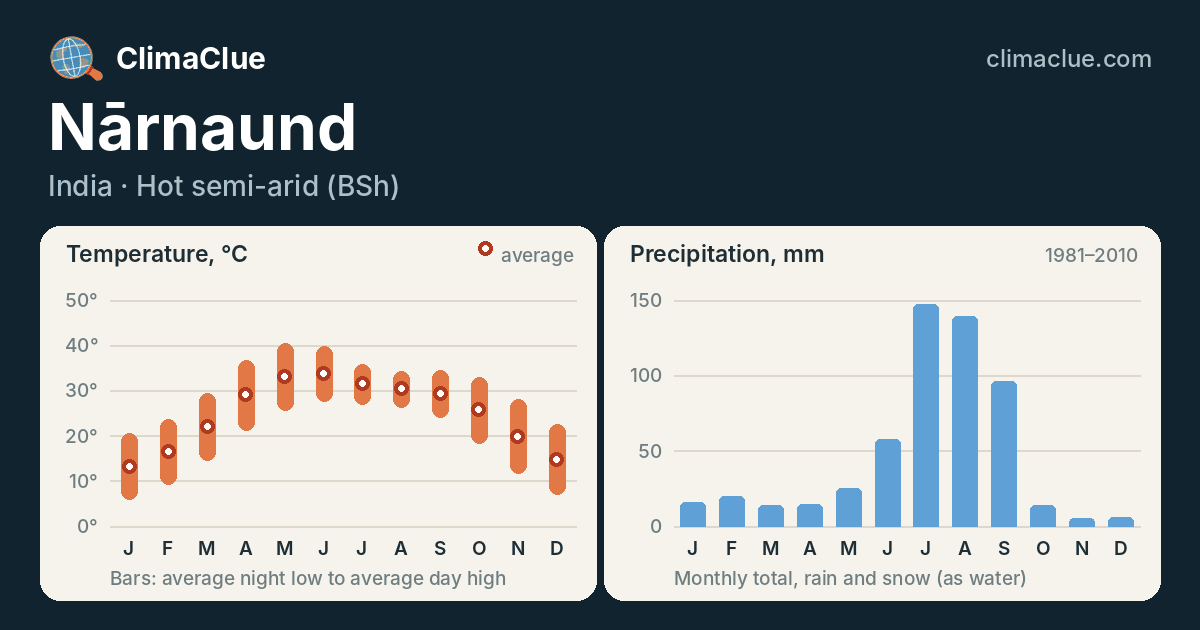 ClimaClue
climaclue.com
Nārnaund
India · Hot semi-arid (BSh)
Temperature, °C
average
50°
40°
30°
20°
10°
0°
J F M A M J J A S O N D
Bars: average night low to average day high
Precipitation, mm
1981–2010
150
100
50
0
J F M A M J J A S O N D
Monthly total, rain and snow (as water)